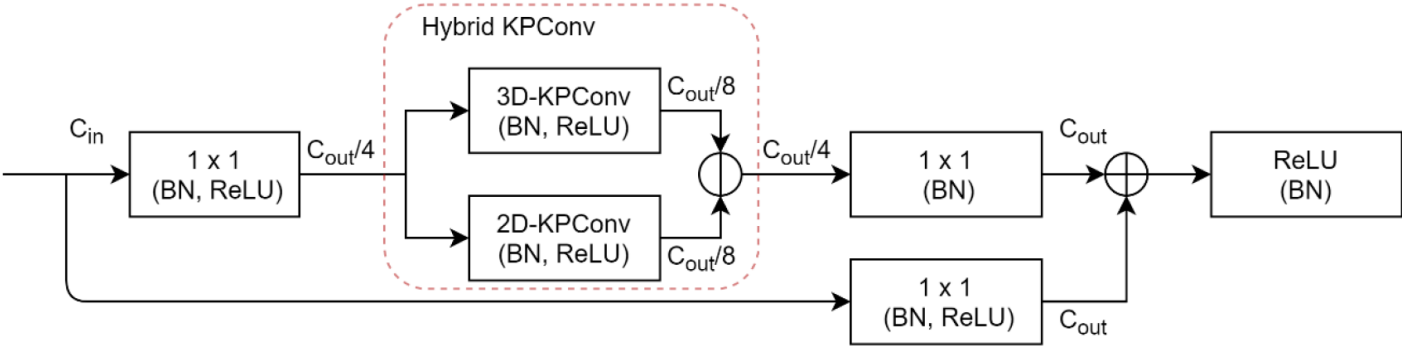 Hybrid KPConv
C_in
1 x 1
(BN, ReLU)
C_out/4
3D-KPConv
(BN, ReLU)
C_out/8
2D-KPConv
(BN, ReLU)
C_out/8
C_out/4
1 x 1
(BN)
C_out
1 x 1
(BN, ReLU)
C_out
ReLU
(BN)